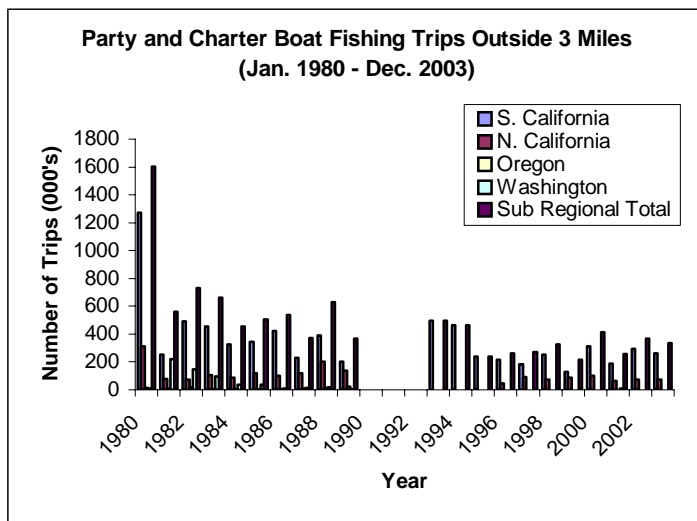 Party and Charter Boat Fishing Trips Outside 3 Miles
(Jan. 1980 - Dec. 2003)
S. California
N. California
Oregon
Washington
Sub Regional Total
Number of Trips (000's)
1800
1600
1400
1200
1000
800
600
400
200
0
1980
1982
1984
1986
1988
1990
1992
1994
1996
1998
2000
2002
Year